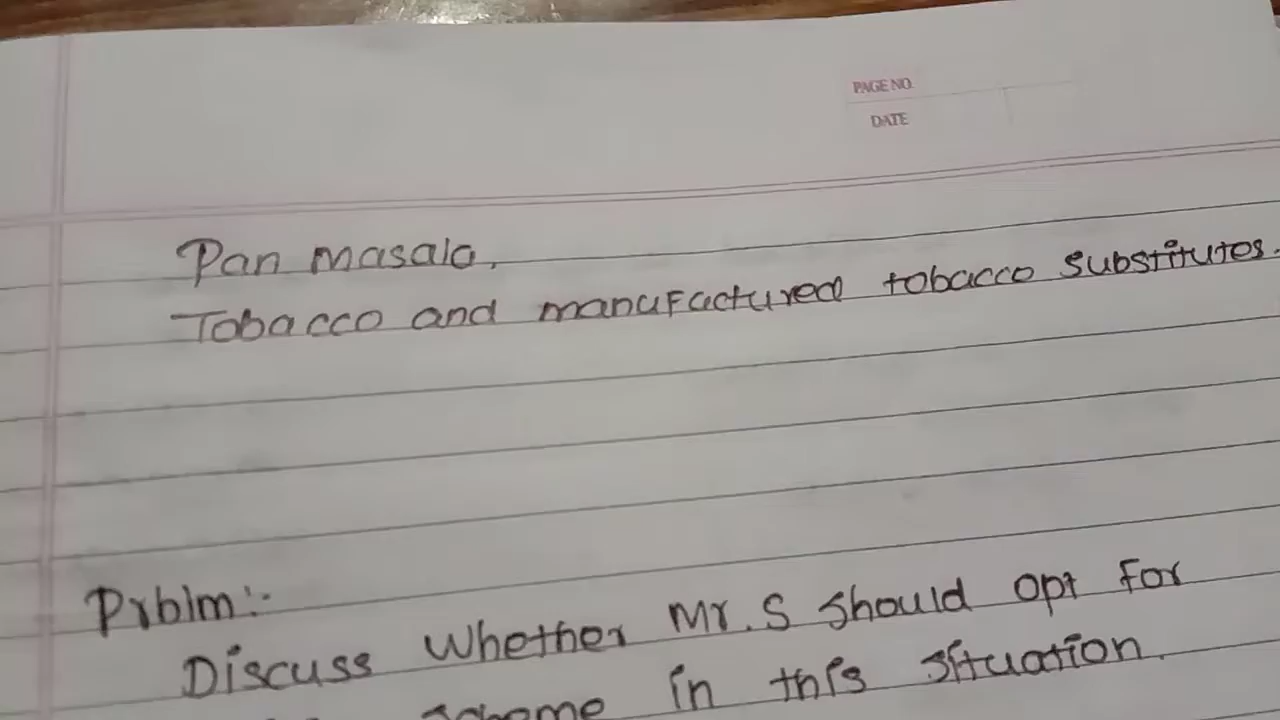 PAGE NO.
DATE
Pan masala,
Tobacco and manufactured tobacco substitutes.
Prblm:-
Discuss whether Mr. S should opt for
scheme in this situation.